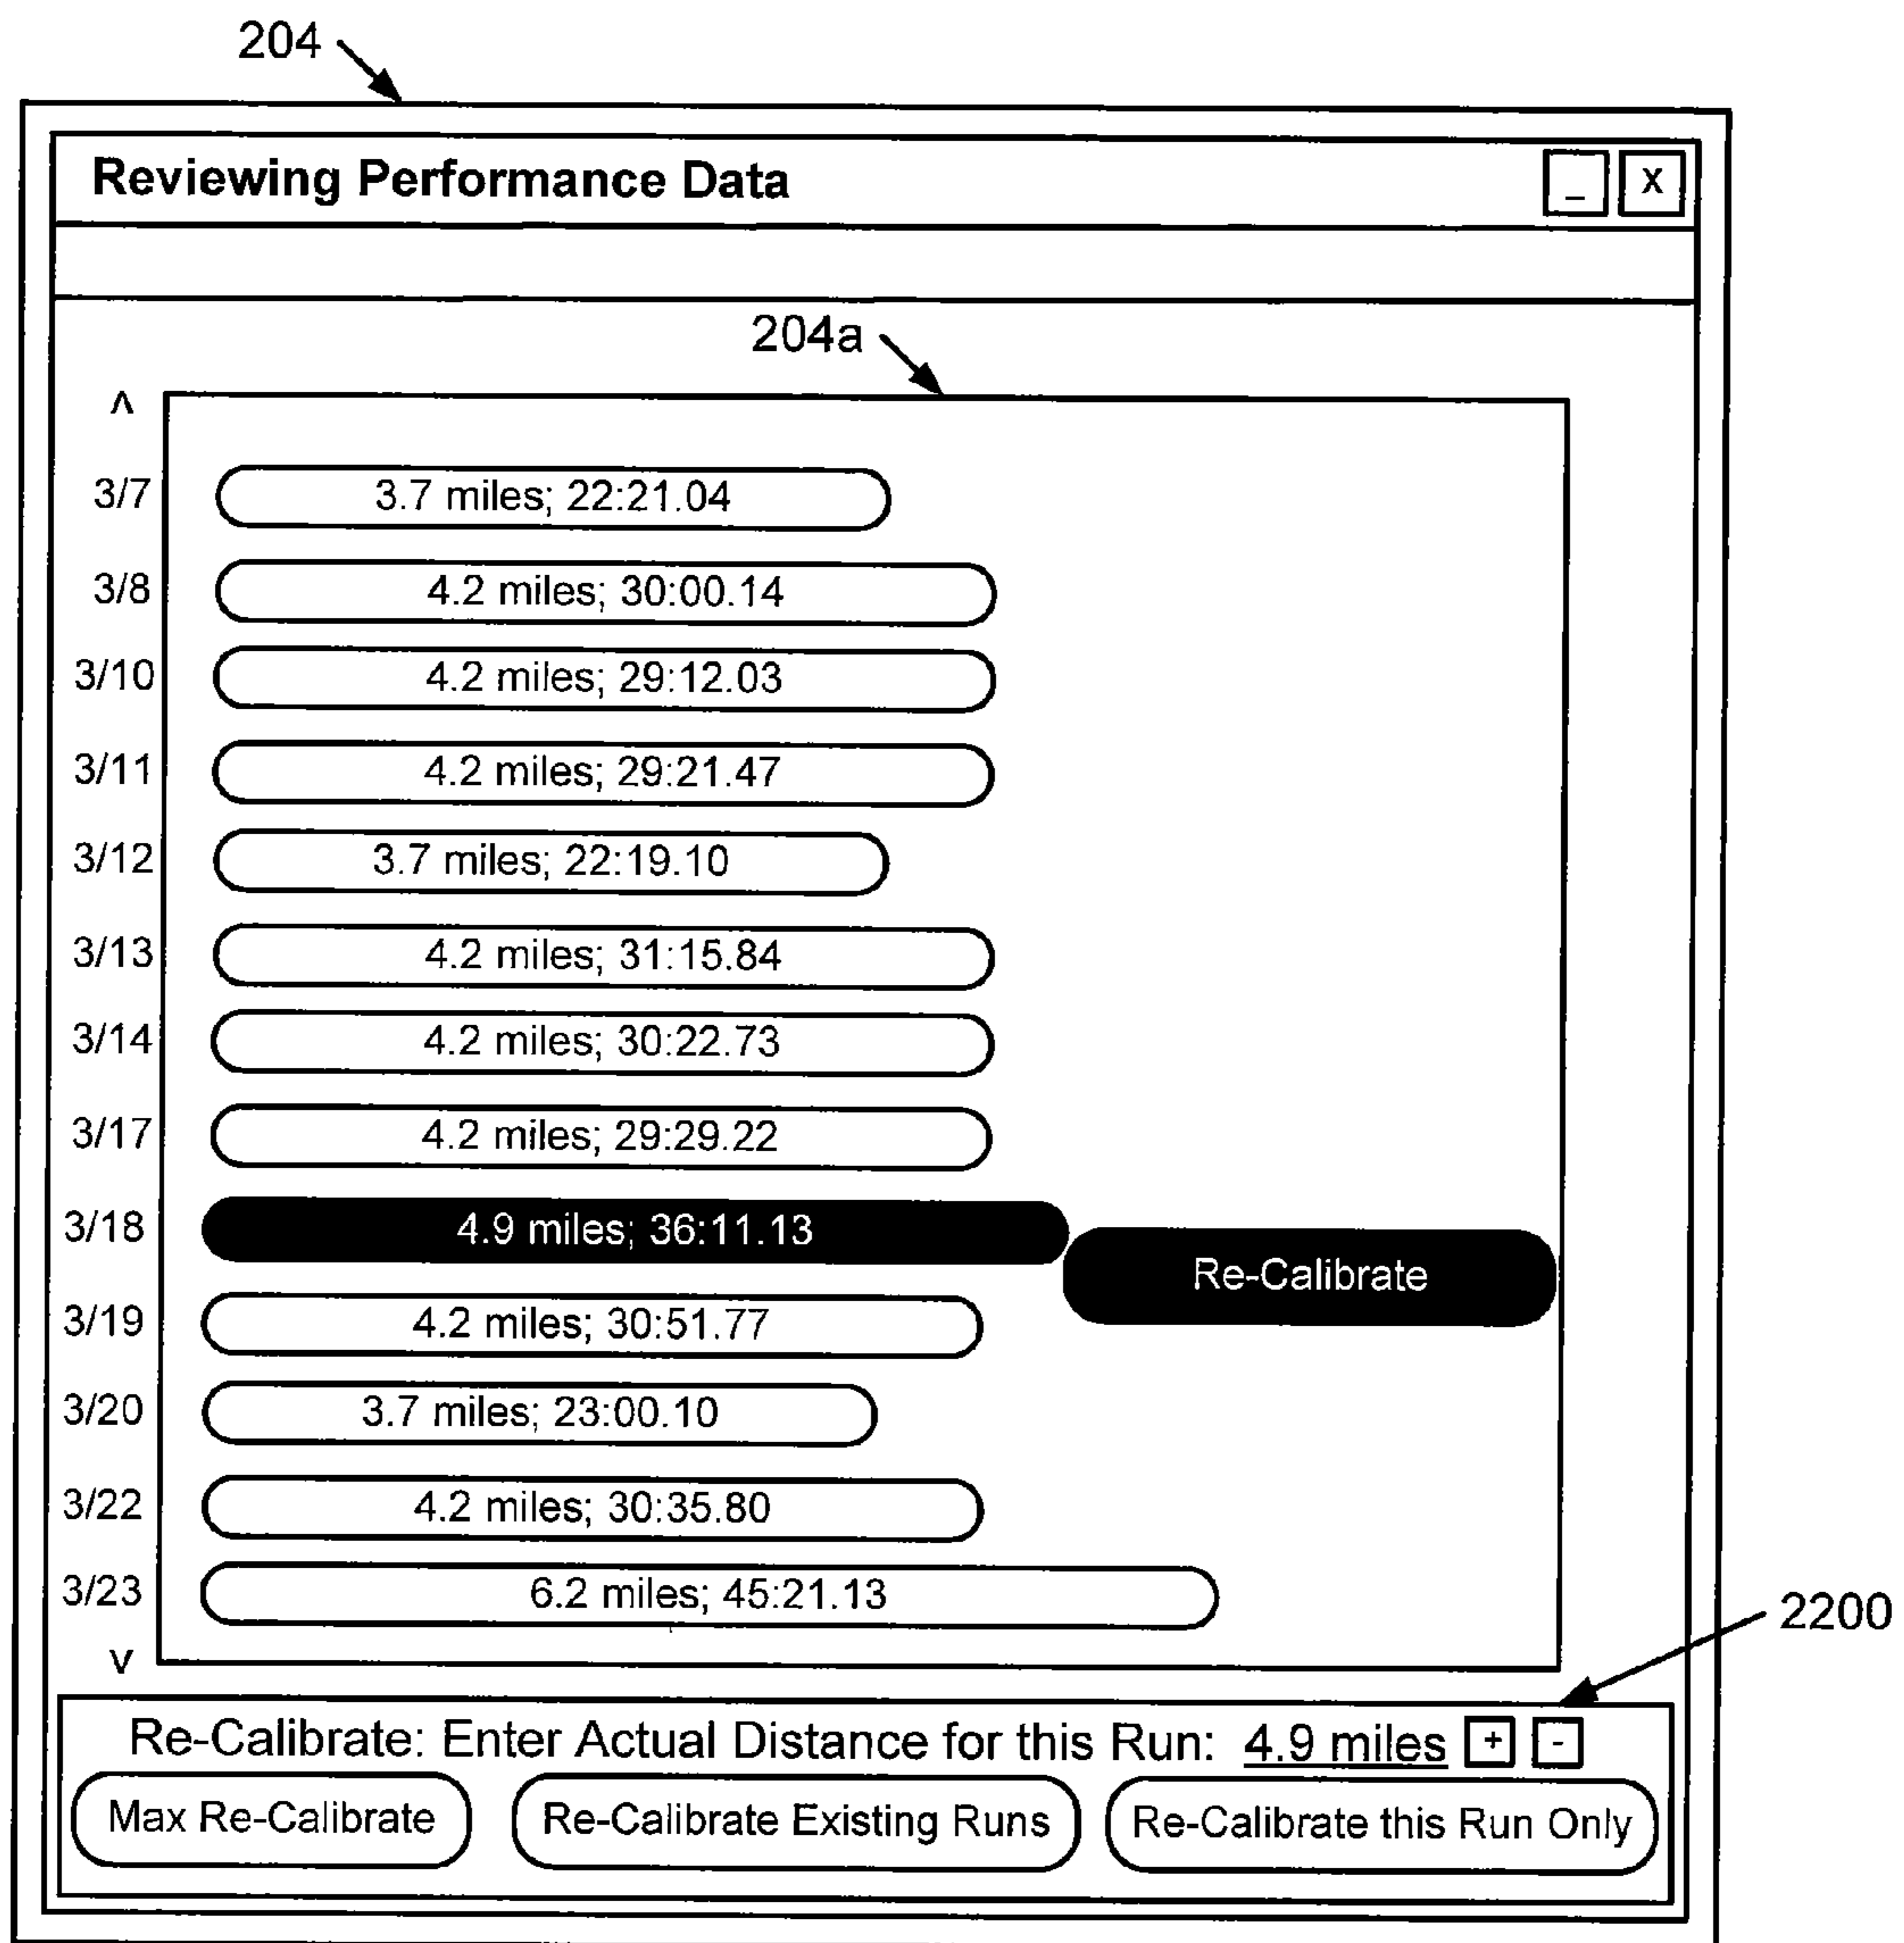 204
Reviewing Performance Data _ X
204a
^
3/7 3.7 miles; 22:21.04
3/8 4.2 miles; 30:00.14
3/10 4.2 miles; 29:12.03
3/11 4.2 miles; 29:21.47
3/12 3.7 miles; 22:19.10
3/13 4.2 miles; 31:15.84
3/14 4.2 miles; 30:22.73
3/17 4.2 miles; 29:29.22
3/18 4.9 miles; 36:11.13
Re-Calibrate
3/19 4.2 miles; 30:51.77
3/20 3.7 miles; 23:00.10
3/22 4.2 miles; 30:35.80
3/23 6.2 miles; 45:21.13
2200
v
Re-Calibrate: Enter Actual Distance for this Run: 4.9 miles + -
Max Re-Calibrate Re-Calibrate Existing Runs Re-Calibrate this Run Only